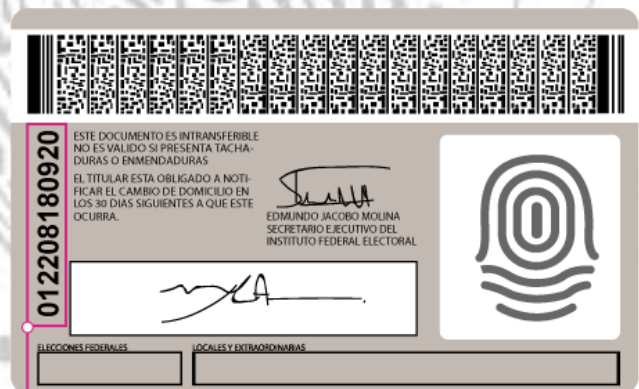 012208180920
ESTE DOCUMENTO ES INTRANSFERIBLE
NO ES VALIDO SI PRESENTA TACHA-
DURAS O ENMENDADURAS
EL TITULAR ESTA OBLIGADO A NOTI-
FICAR EL CAMBIO DE DOMICILIO EN
LOS 30 DIAS SIGUIENTES A QUE ESTE
OCURRA.
EDMUNDO JACOBO MOLINA
SECRETARIO EJECUTIVO DEL
INSTITUTO FEDERAL ELECTORAL
ELECCIONES FEDERALES
LOCALES Y EXTRAORDINARIAS